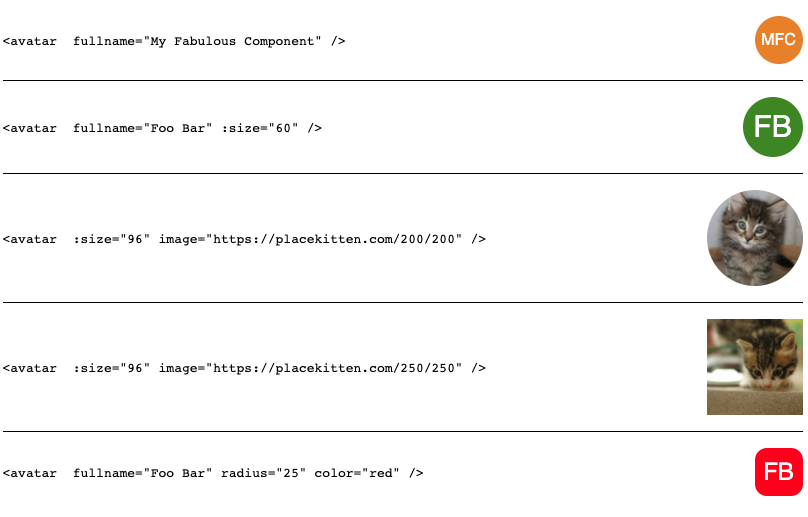 <avatar  fullname="My Fabulous Component" />
MFC
<avatar  fullname="Foo Bar" :size="60" />
FB
<avatar  :size="96" image="https://placekitten.com/200/200" />
<avatar  :size="96" image="https://placekitten.com/250/250" />
<avatar  fullname="Foo Bar" radius="25" color="red" />
FB